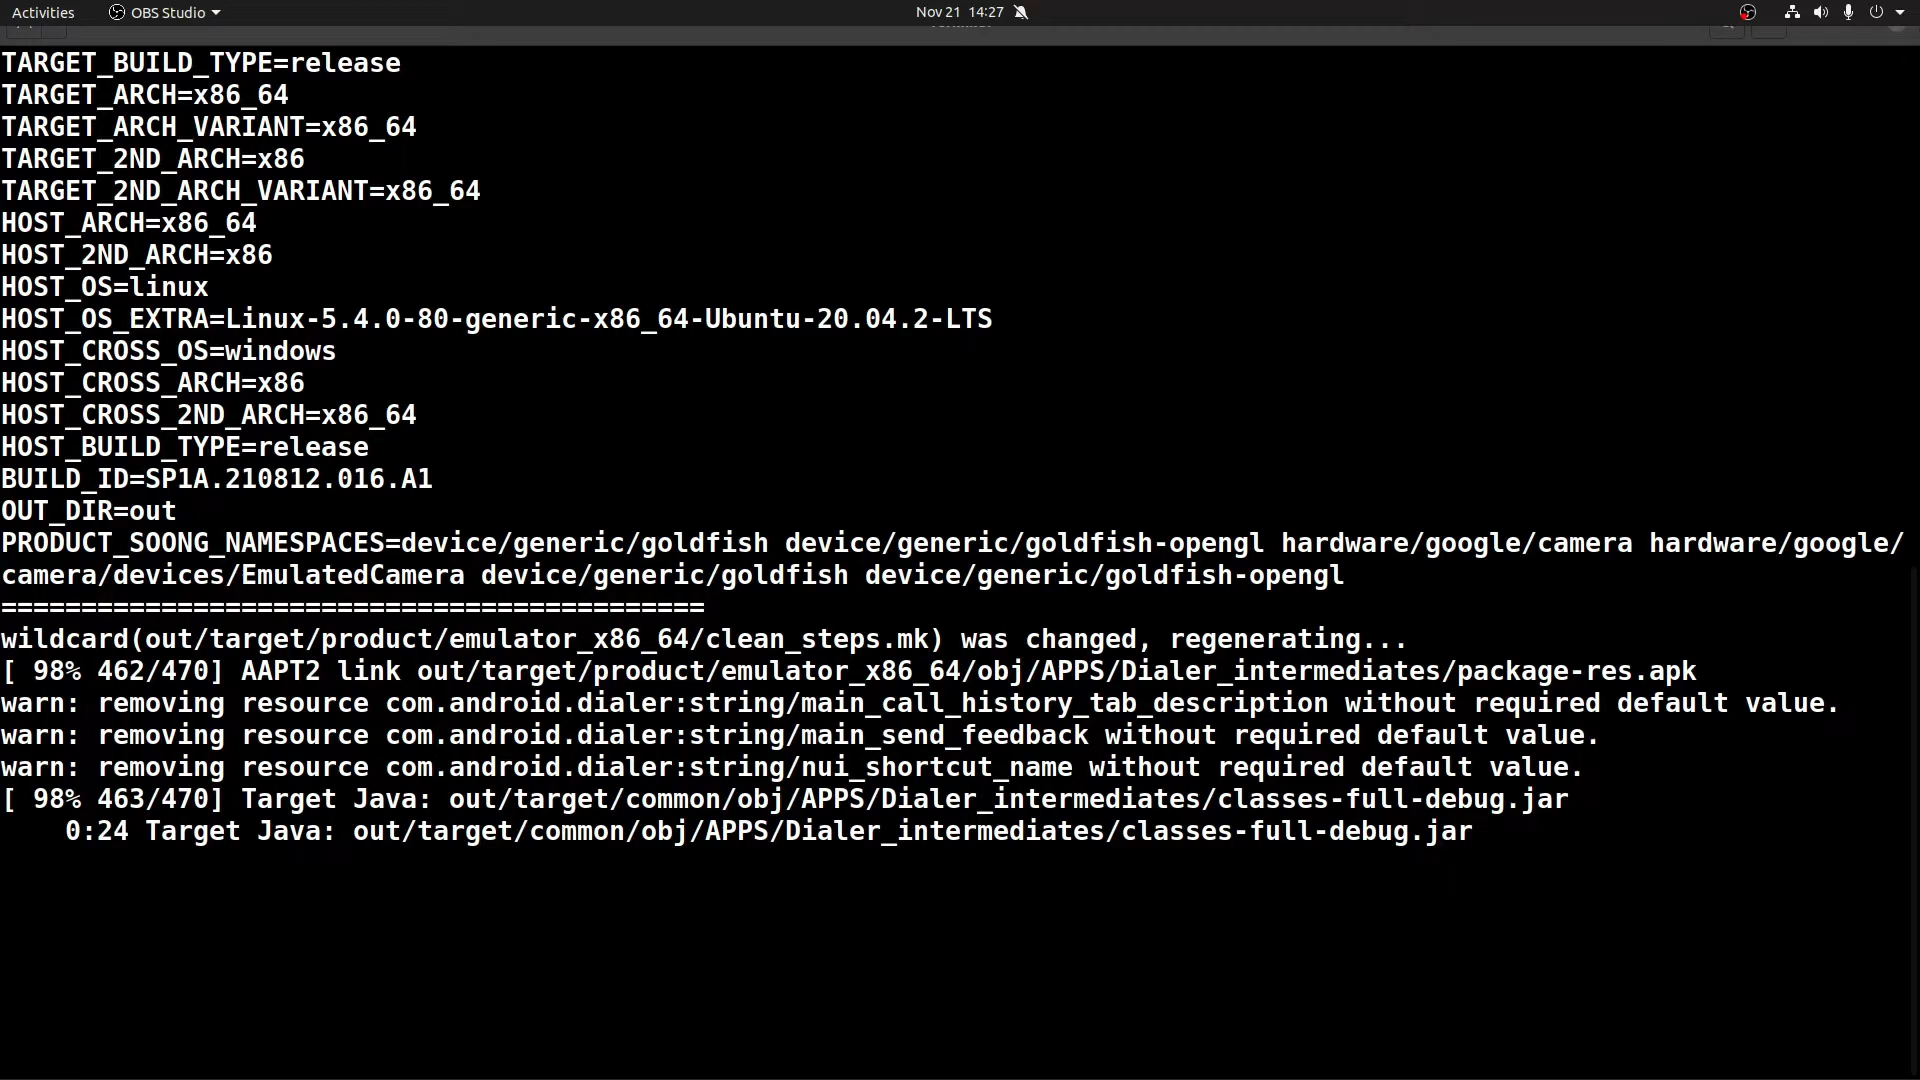 Activities
OBS Studio
Nov 21 14:27
TARGET_BUILD_TYPE=release
TARGET_ARCH=x86_64
TARGET_ARCH_VARIANT=x86_64
TARGET_2ND_ARCH=x86
TARGET_2ND_ARCH_VARIANT=x86_64
HOST_ARCH=x86_64
HOST_2ND_ARCH=x86
HOST_OS=linux
HOST_OS_EXTRA=Linux-5.4.0-80-generic-x86_64-Ubuntu-20.04.2-LTS
HOST_CROSS_OS=windows
HOST_CROSS_ARCH=x86
HOST_CROSS_2ND_ARCH=x86_64
HOST_BUILD_TYPE=release
BUILD_ID=SP1A.210812.016.A1
OUT_DIR=out
PRODUCT_SOONG_NAMESPACES=device/generic/goldfish device/generic/goldfish-opengl hardware/google/camera hardware/google/
camera/devices/EmulatedCamera device/generic/goldfish device/generic/goldfish-opengl
============================================
wildcard(out/target/product/emulator_x86_64/clean_steps.mk) was changed, regenerating...
[ 98% 462/470] AAPT2 link out/target/product/emulator_x86_64/obj/APPS/Dialer_intermediates/package-res.apk
warn: removing resource com.android.dialer:string/main_call_history_tab_description without required default value.
warn: removing resource com.android.dialer:string/main_send_feedback without required default value.
warn: removing resource com.android.dialer:string/nui_shortcut_name without required default value.
[ 98% 463/470] Target Java: out/target/common/obj/APPS/Dialer_intermediates/classes-full-debug.jar
    0:24 Target Java: out/target/common/obj/APPS/Dialer_intermediates/classes-full-debug.jar